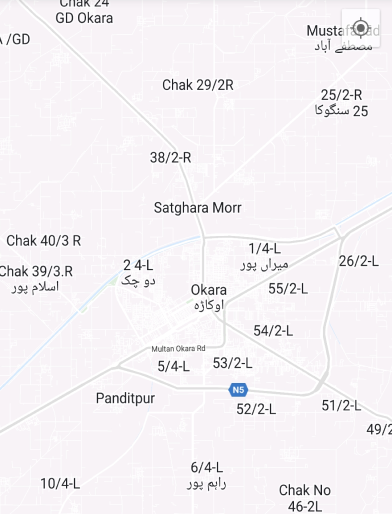 Chak 24
GD Okara
/GD
مصطفے آباد
Chak 29/2R
25/2-R
25 سنگوکا
38/2-R
Satghara Morr
Chak 40/3 R
1/4-L
میراں پور
26/2-L
Chak 39/3.R
اسلام پور
2 4-L
دو چک
Okara
اوکاڑہ
55/2-L
54/2-L
Multan Okara Rd
5/4-L
53/2-L
N5
Panditpur
52/2-L
51/2-L
49/2
6/4-L
راہم پور
10/4-L
Chak No
46-2L